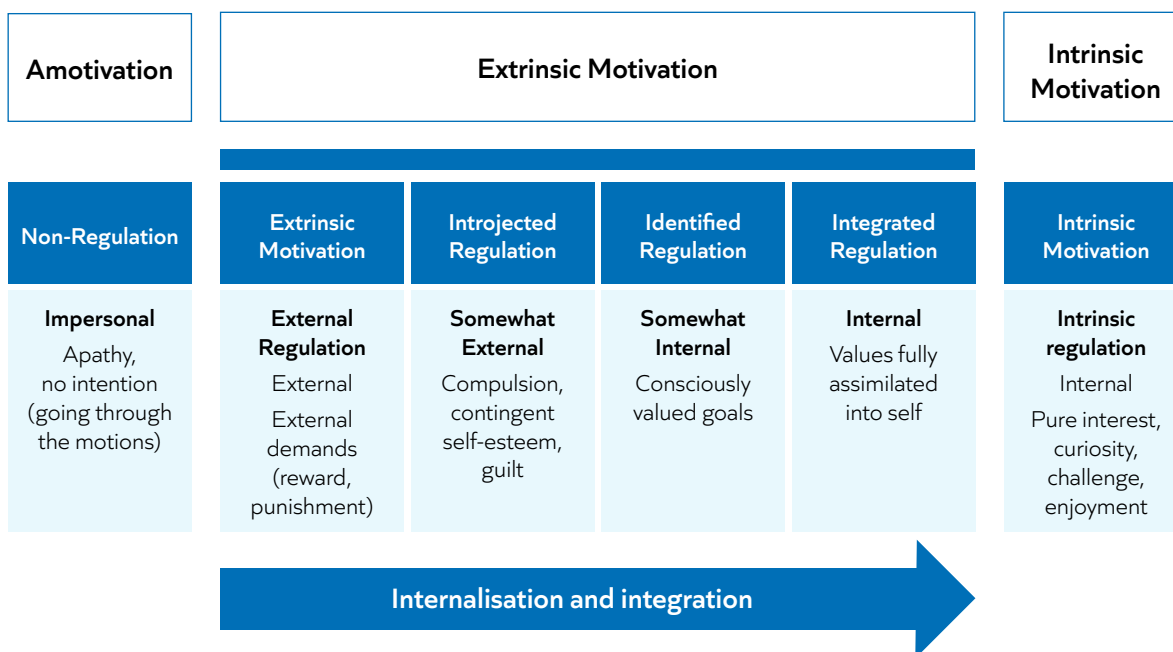 Amotivation
Extrinsic Motivation
Intrinsic
Motivation
Non-Regulation
Extrinsic
Motivation
Introjected
Regulation
Identified
Regulation
Integrated
Regulation
Intrinsic
Motivation
Impersonal
Apathy,
no intention
(going through
the motions)
External
Regulation
External
External
demands
(reward,
punishment)
Somewhat
External
Compulsion,
contingent
self-esteem,
guilt
Somewhat
Internal
Consciously
valued goals
Internal
Values fully
assimilated
into self
Intrinsic
regulation
Internal
Pure interest,
curiosity,
challenge,
enjoyment
Internalisation and integration